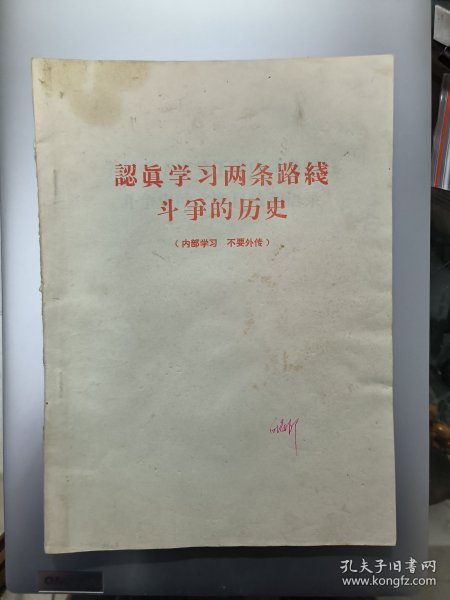 認眞学习两条路綫
斗爭的历史
（内部学习　不要外传）
孔夫子旧书网
www.kongfz.com